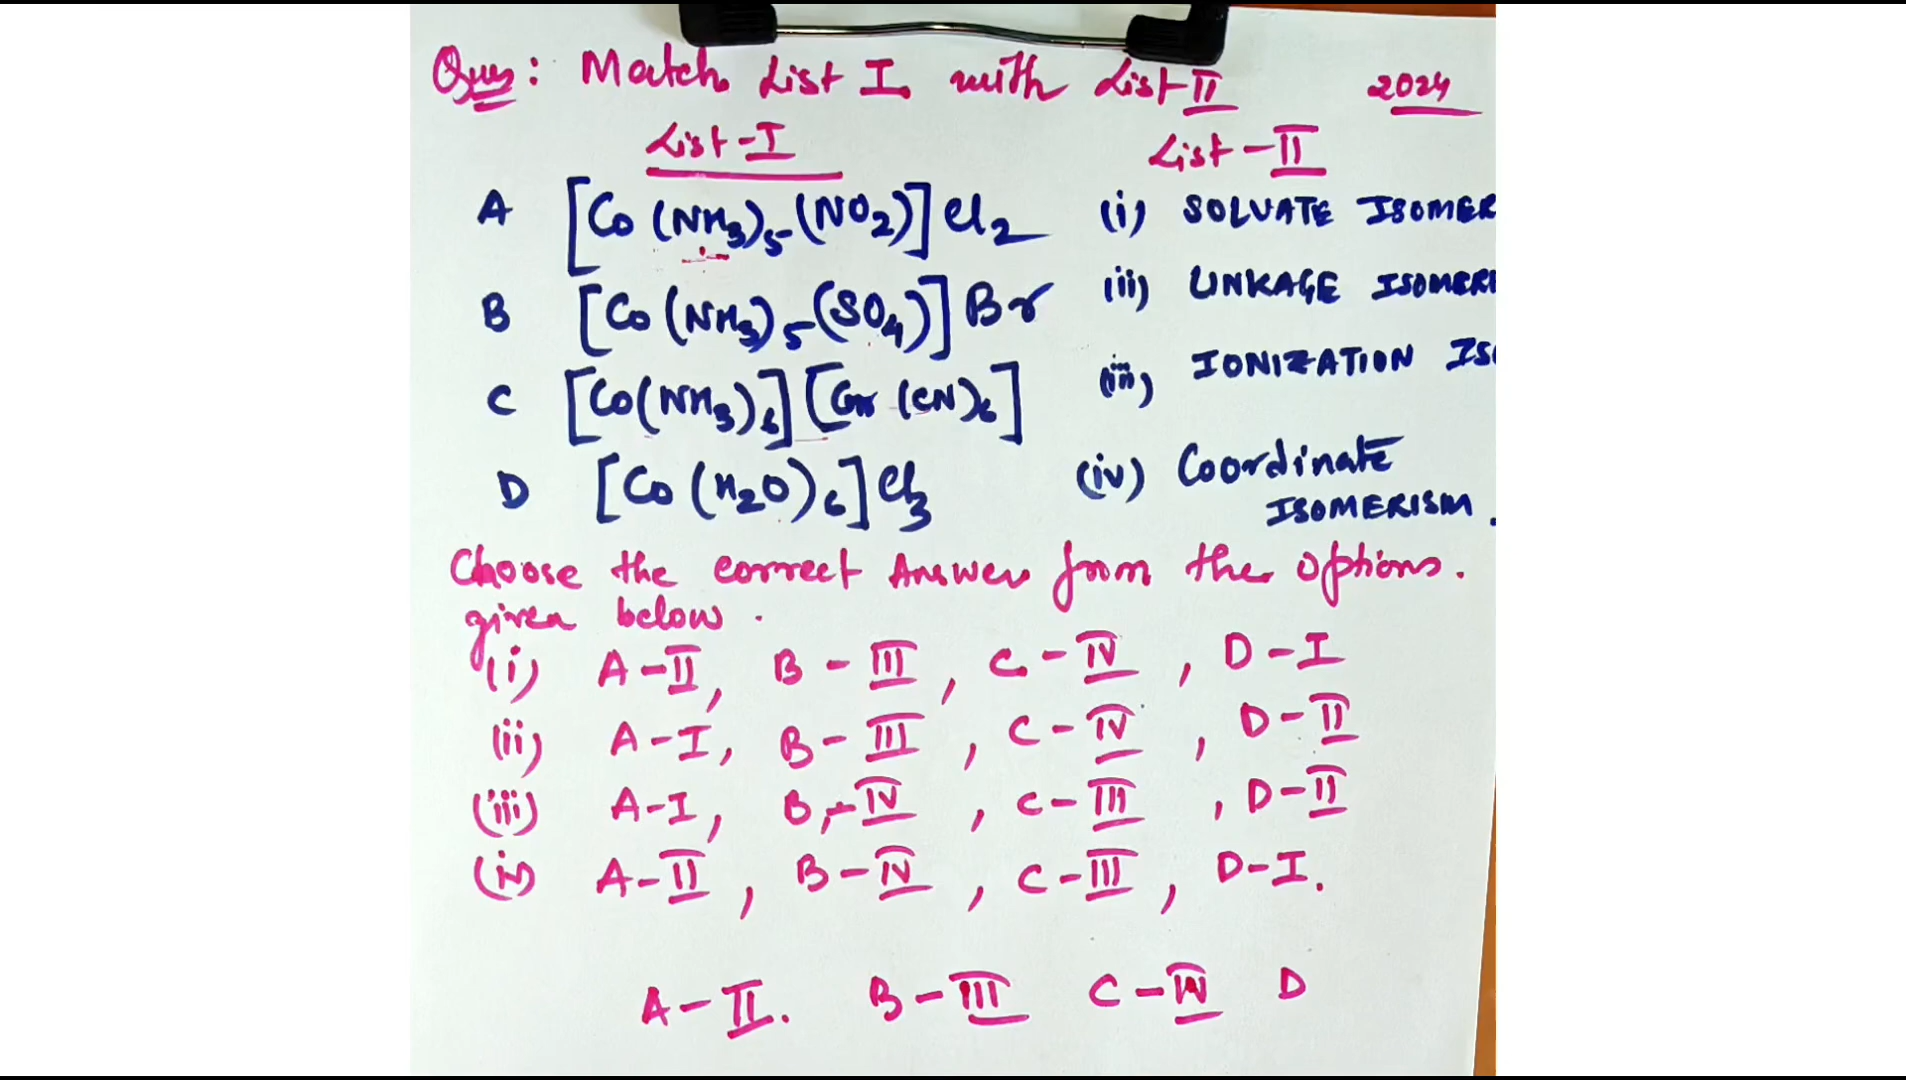 Ques: Match List I with List II 2024
List-I List-II
A [Co(NH3)5(NO2)]Cl2 (i) SOLVATE ISOMER
B [Co(NH3)5(SO4)]Br (ii) LINKAGE ISOMERI
C [Co(NH3)6][Cr(CN)6] (iii) IONIZATION IS
D [Co(H2O)6]Cl3 (iv) Coordinate
ISOMERISM.
Choose the correct Answer from the options.
given below.
(i) A-II, B-III, C-IV, D-I
(ii) A-I, B-III, C-IV, D-II
(iii) A-I, B-IV, C-III, D-II
(iv) A-II, B-IV, C-III, D-I.
A-II. B-III C-IV D